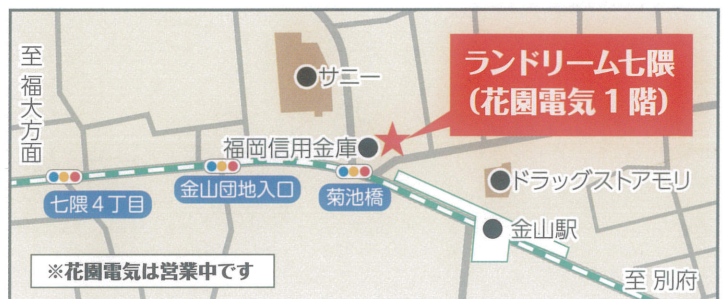 至 福大方面
サニー
ランドリーム七隈
（花園電気1階）
福岡信用金庫
ドラッグストアモリ
七隈4丁目
金山団地入口
菊池橋
金山駅
至 別府
※花園電気は営業中です